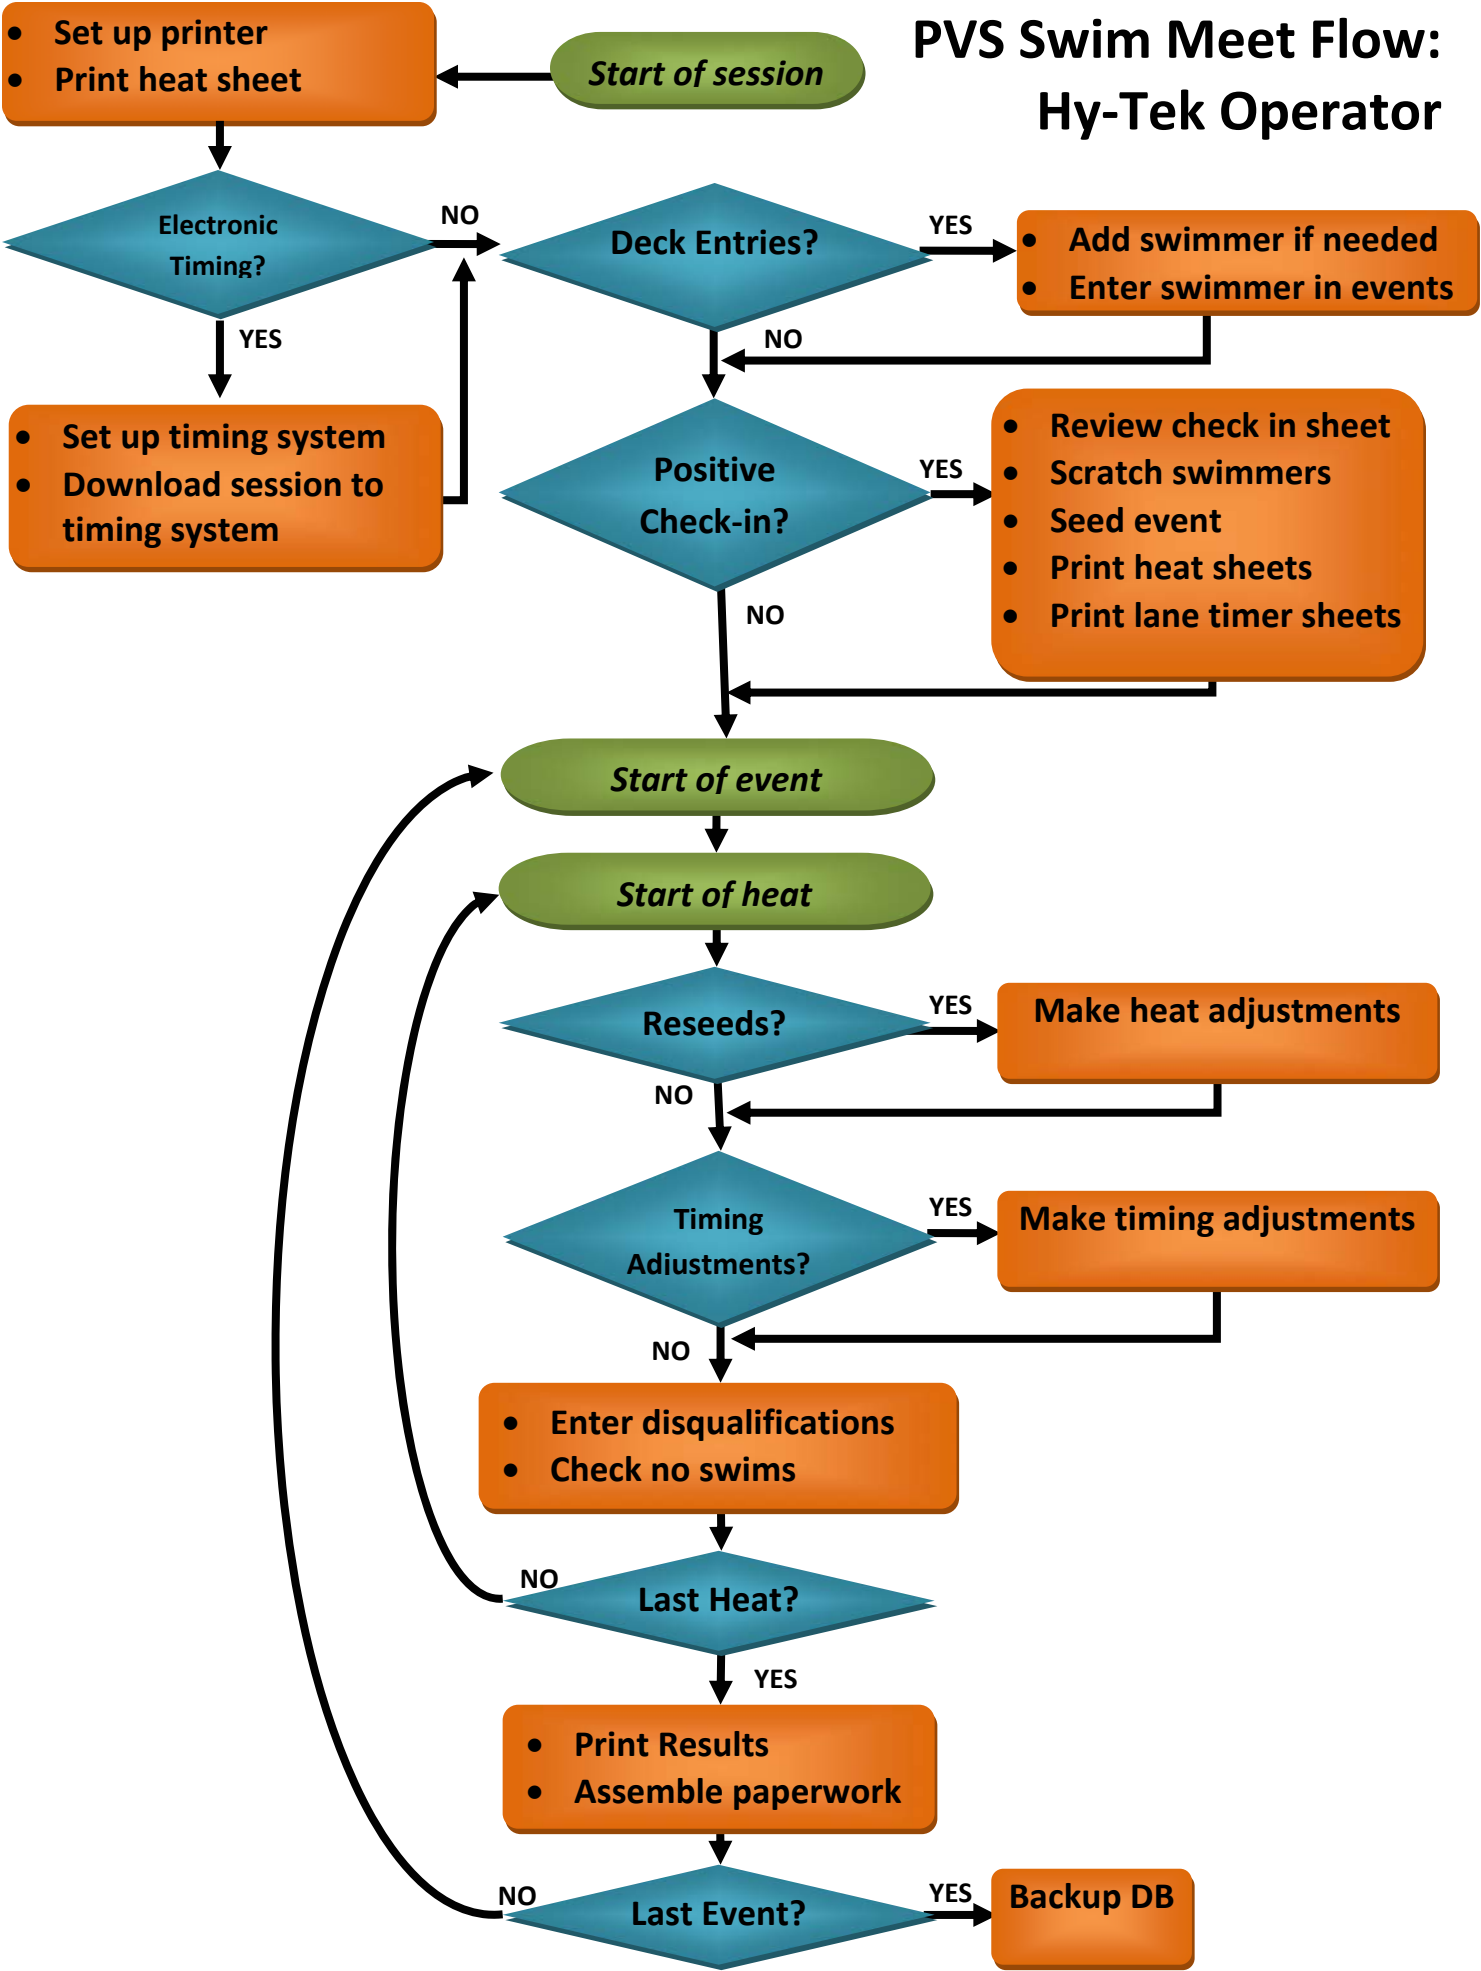 PVS Swim Meet Flow:
Hy-Tek Operator
Start of session
• Set up printer
• Print heat sheet
Electronic
Timing?
NO
YES
• Set up timing system
• Download session to
timing system
Deck Entries?
YES
• Add swimmer if needed
• Enter swimmer in events
NO
Positive
Check-in?
YES
• Review check in sheet
• Scratch swimmers
• Seed event
• Print heat sheets
• Print lane timer sheets
NO
Start of event
Start of heat
Reseeds?
YES
Make heat adjustments
NO
Timing
Adjustments?
YES
Make timing adjustments
NO
• Enter disqualifications
• Check no swims
Last Heat?
NO
YES
• Print Results
• Assemble paperwork
Last Event?
NO
YES
Backup DB